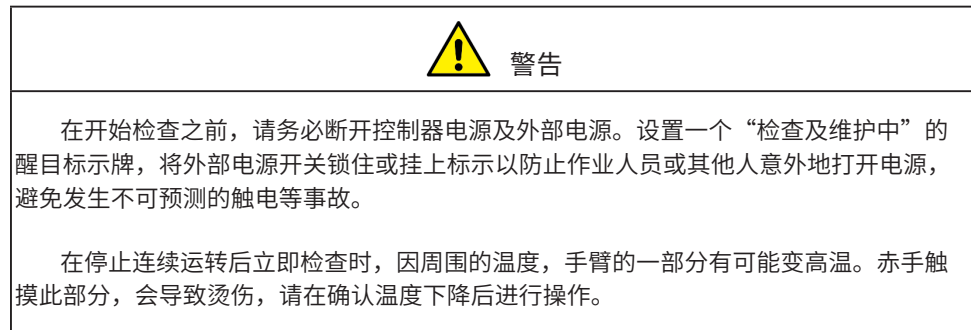 警告
在开始检查之前，请务必断开控制器电源及外部电源。设置一个“检查及维护中”的
醒目标示牌，将外部电源开关锁住或挂上标示以防止作业人员或其他人意外地打开电源，
避免发生不可预测的触电等事故。
在停止连续运转后立即检查时，因周围的温度，手臂的一部分有可能变高温。赤手触
摸此部分，会导致烫伤，请在确认温度下降后进行操作。